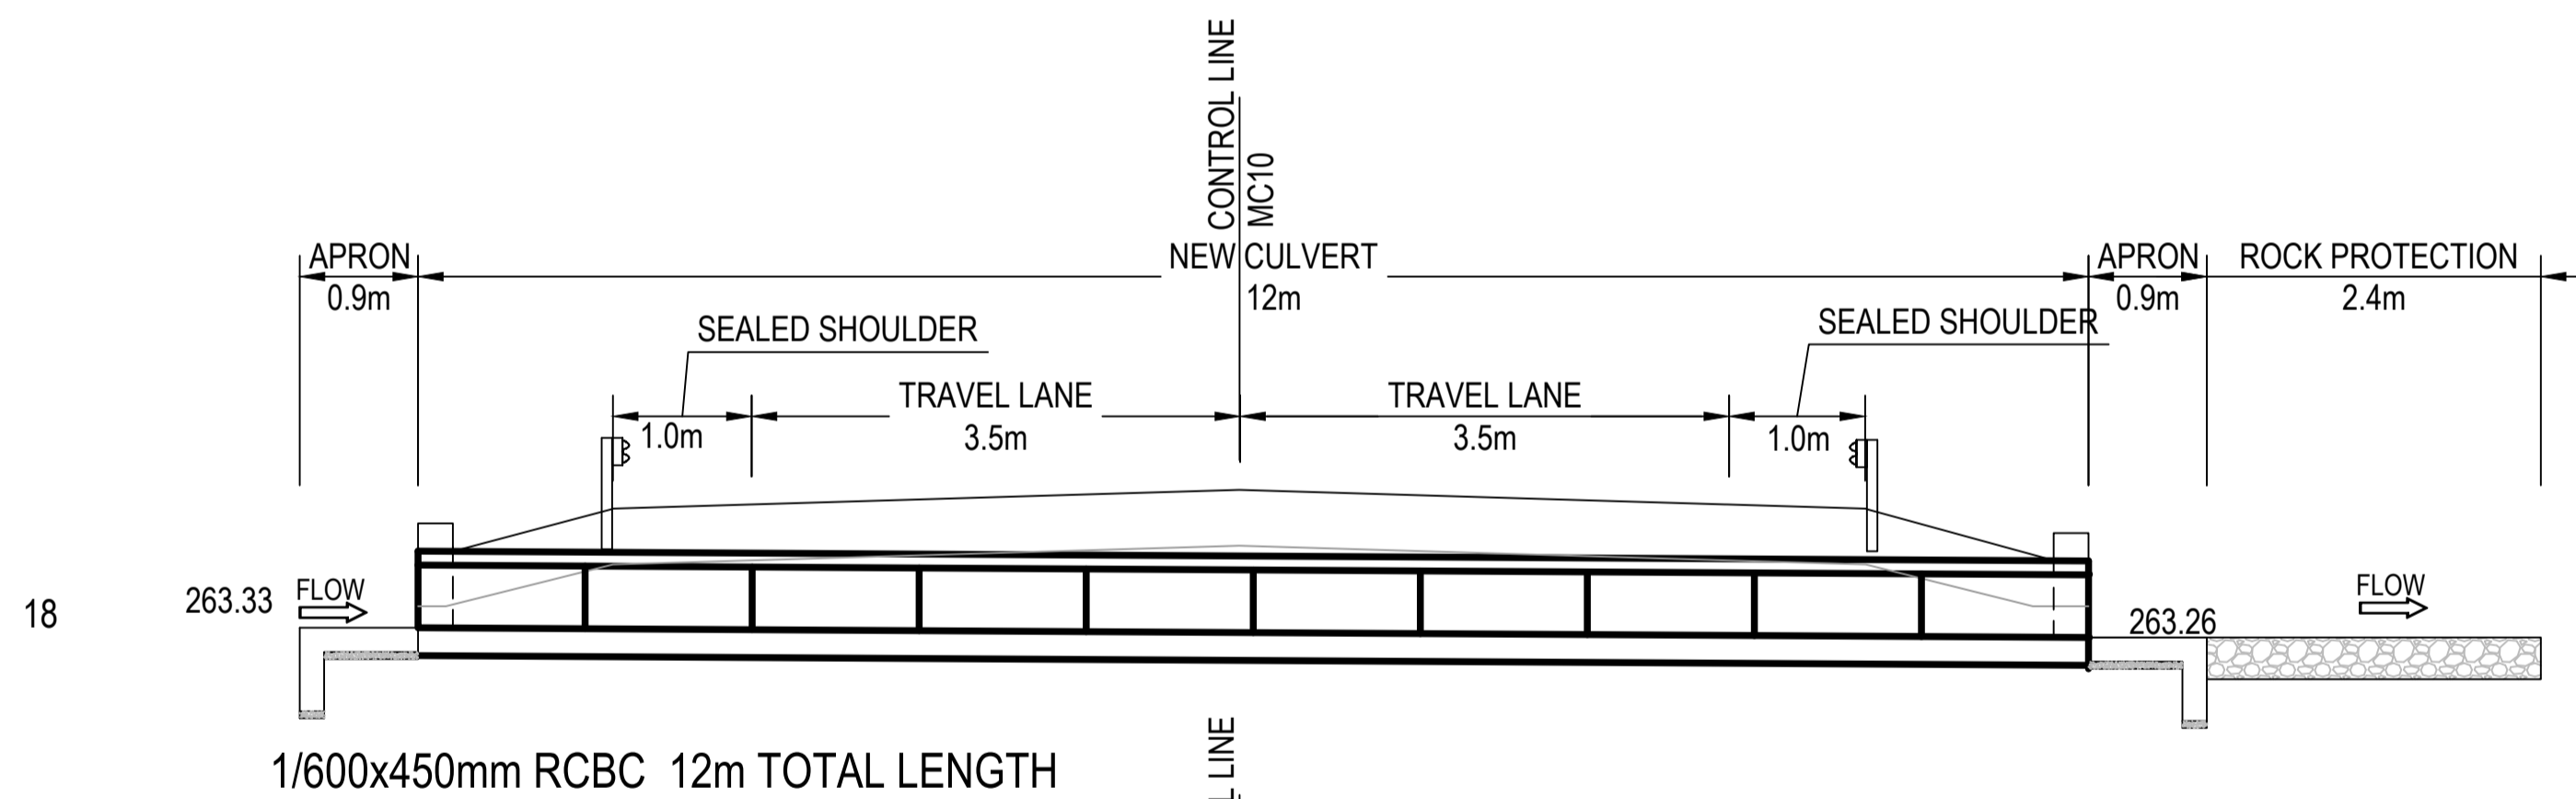 CONTROL LINE
MC10
APRON
0.9m
NEW CULVERT
12m
APRON
0.9m
ROCK PROTECTION
2.4m
SEALED SHOULDER
SEALED SHOULDER
TRAVEL LANE
TRAVEL LANE
1.0m
3.5m
3.5m
1.0m
18
263.33
FLOW
FLOW
263.26
1/600x450mm RCBC 12m TOTAL LENGTH
L LINE